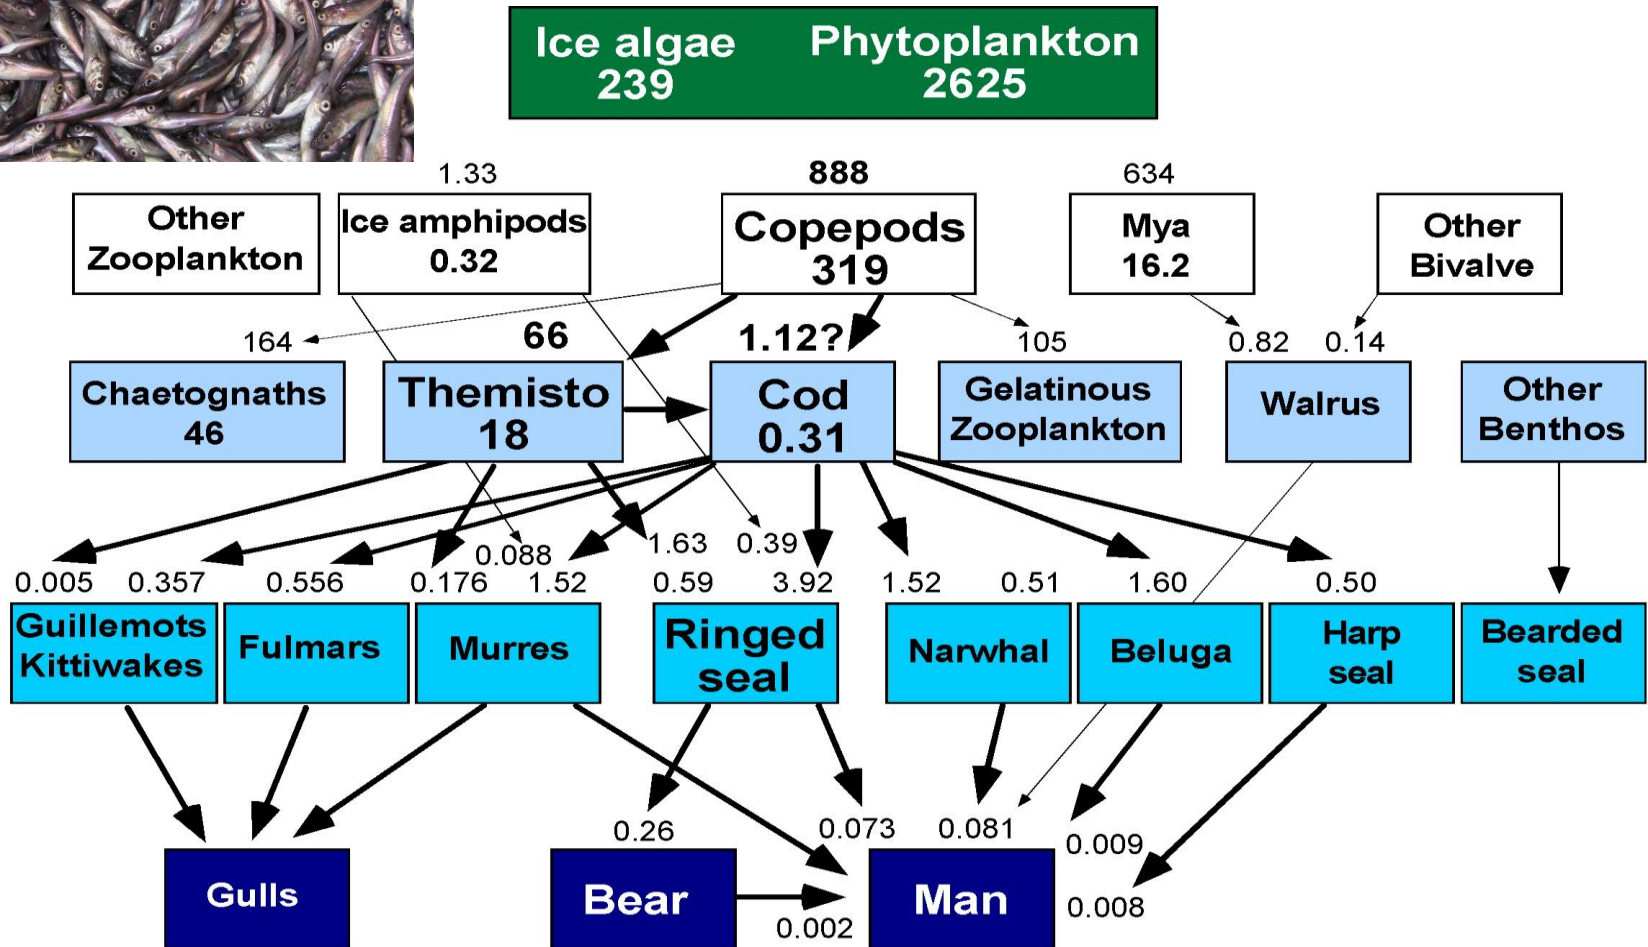 Ice algae Phytoplankton
239 2625
1.33 888 634
Other
Zooplankton
Ice amphipods
0.32
Copepods
319
Mya
16.2
Other
Bivalve
164 66 1.12? 105 0.82 0.14
Chaetognaths
46
Themisto
18
Cod
0.31
Gelatinous
Zooplankton
Walrus
Other
Benthos
0.088 1.63 0.39
0.005 0.357 0.556 0.176 1.52 0.59 3.92 1.52 0.51 1.60 0.50
Guillemots
Kittiwakes
Fulmars
Murres
Ringed
seal
Narwhal
Beluga
Harp
seal
Bearded
seal
0.26 0.073 0.081 0.009
Gulls
Bear
0.002
Man
0.008